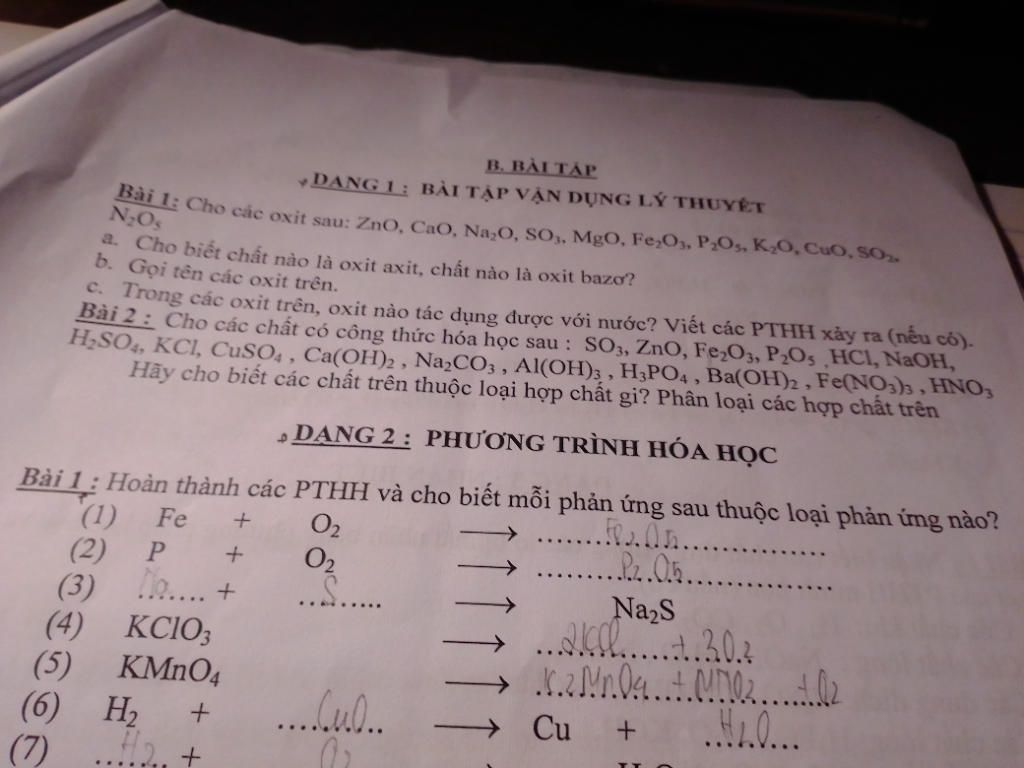 B. BÀI TẬP
DẠNG 1 : BÀI TẬP VẬN DỤNG LÝ THUYẾT
Bài 1: Cho các oxit sau: ZnO, CaO, Na₂O, SO₃, MgO, Fe₂O₃, P₂O₅, K₂O, CuO, SO₂,
N₂O₅
a. Cho biết chất nào là oxit axit, chất nào là oxit bazơ?
b. Gọi tên các oxit trên.
c. Trong các oxit trên, oxit nào tác dụng được với nước? Viết các PTHH xảy ra (nếu có).
Bài 2 : Cho các chất có công thức hóa học sau : SO₃, ZnO, Fe₂O₃, P₂O₅ , HCl, NaOH,
H₂SO₄, KCl, CuSO₄ , Ca(OH)₂ , Na₂CO₃ , Al(OH)₃ , H₃PO₄ , Ba(OH)₂ , Fe(NO₃)₃ , HNO₃
Hãy cho biết các chất trên thuộc loại hợp chất gì? Phân loại các hợp chất trên
DẠNG 2 : PHƯƠNG TRÌNH HÓA HỌC
Bài 1 : Hoàn thành các PTHH và cho biết mỗi phản ứng sau thuộc loại phản ứng nào?
(1) Fe + O₂ → Fe₂O₅
(2) P + O₂ → P₂O₅
(3) Na + S → Na₂S
(4) KClO₃ → 2KCl + 3O₂
(5) KMnO₄ → K₂MnO₄ + MnO₂ + O₂
(6) H₂ + CuO → Cu + H₂O
(7) H₂ + O₂